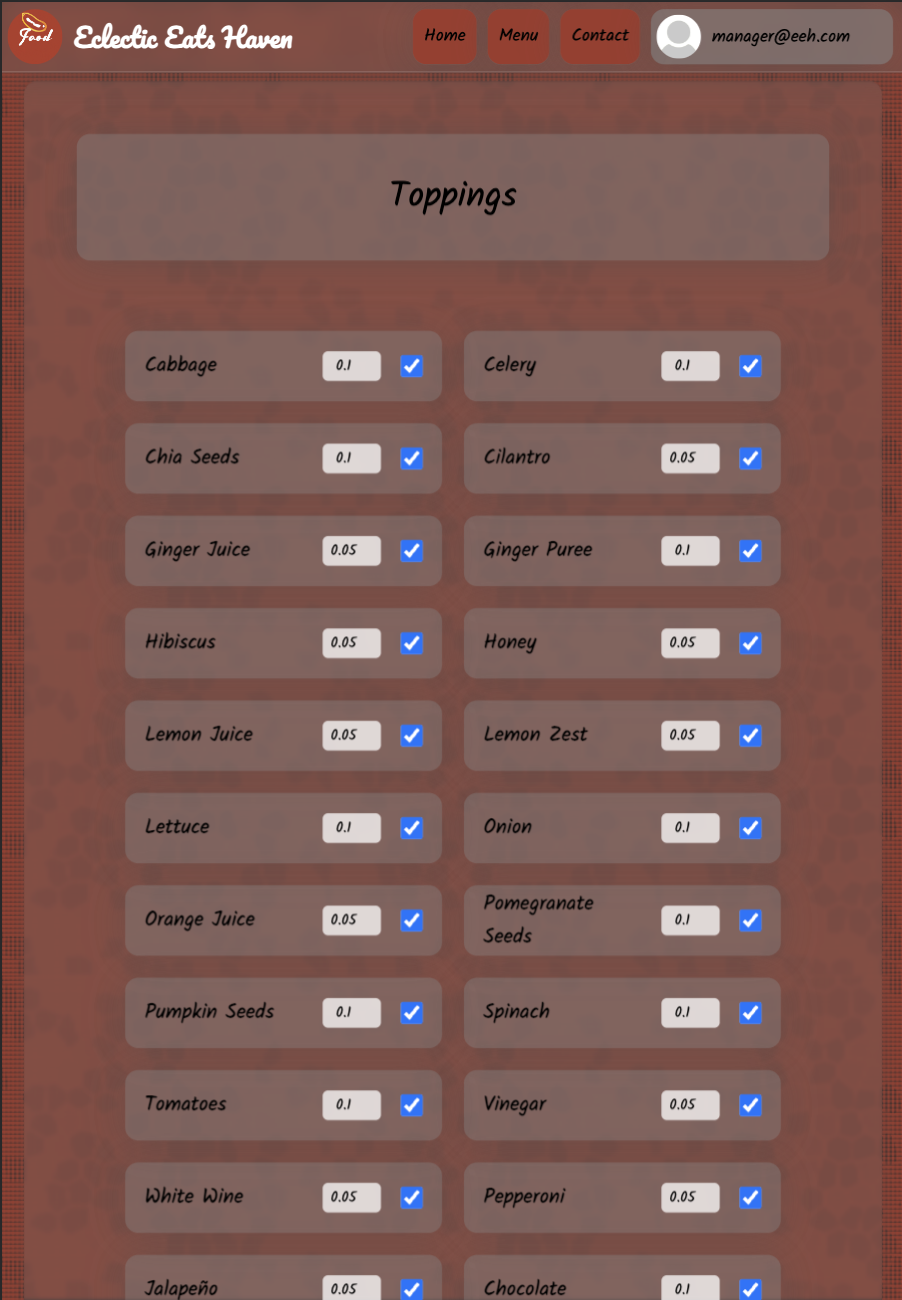 Food
Eclectic Eats Haven
Home
Menu
Contact
manager@eeh.com
Toppings
Cabbage 0.1
Celery 0.1
Chia Seeds 0.1
Cilantro 0.05
Ginger Juice 0.05
Ginger Puree 0.1
Hibiscus 0.05
Honey 0.05
Lemon Juice 0.05
Lemon Zest 0.05
Lettuce 0.1
Onion 0.1
Orange Juice 0.05
Pomegranate
Seeds 0.1
Pumpkin Seeds 0.1
Spinach 0.1
Tomatoes 0.1
Vinegar 0.05
White Wine 0.05
Pepperoni 0.05
Jalapeño 0.05
Chocolate 0.1